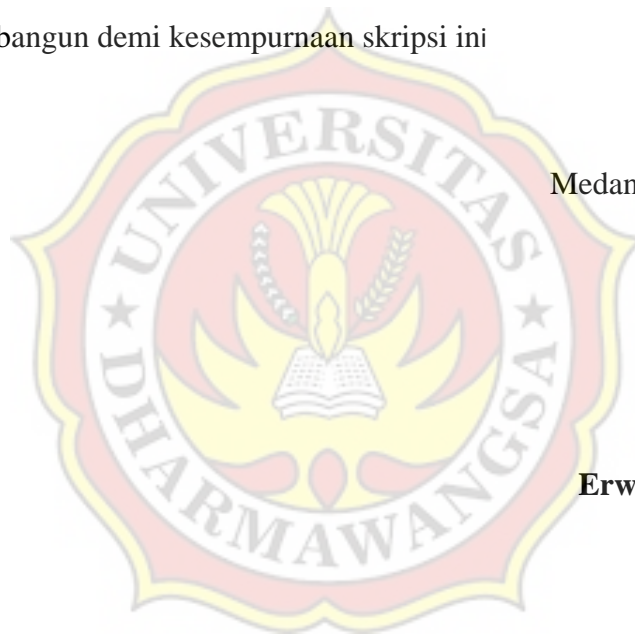 bangun demi kesempurnaan skripsi ini
UNIVERSITAS
Medan
★ DHARMAWANGSA ★
Erw